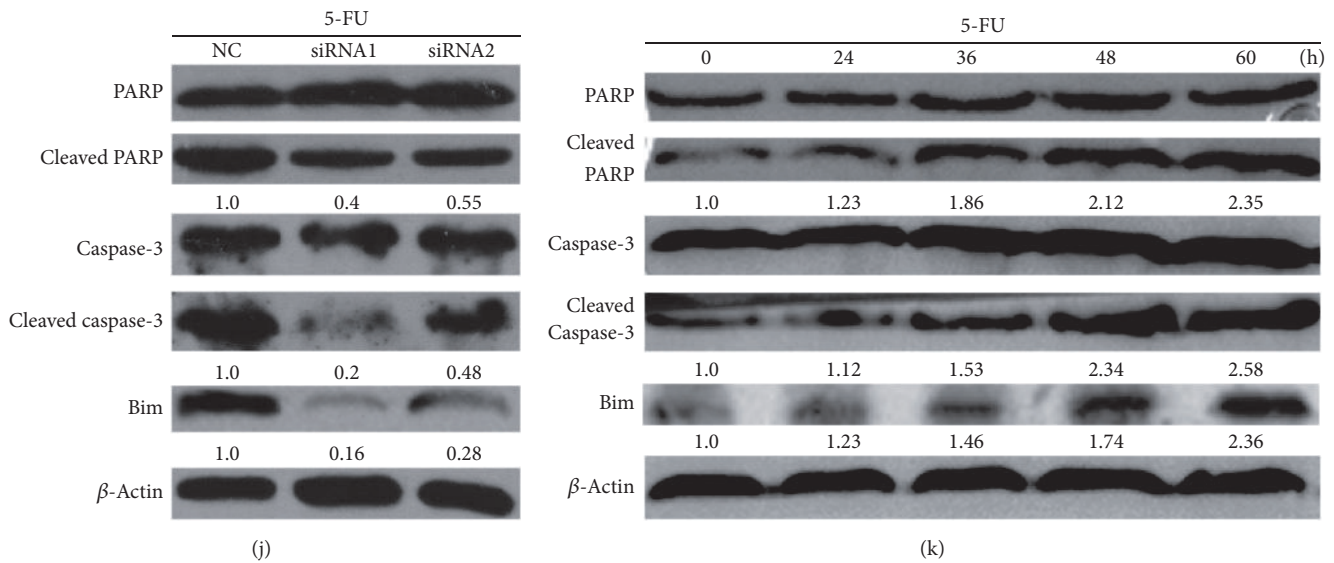 5-FU
NC siRNA1 siRNA2
PARP
Cleaved PARP
1.0 0.4 0.55
Caspase-3
Cleaved caspase-3
1.0 0.2 0.48
Bim
1.0 0.16 0.28
β-Actin
(j)
5-FU
0 24 36 48 60 (h)
PARP
Cleaved
PARP
1.0 1.23 1.86 2.12 2.35
Caspase-3
Cleaved
Caspase-3
1.0 1.12 1.53 2.34 2.58
Bim
1.0 1.23 1.46 1.74 2.36
β-Actin
(k)